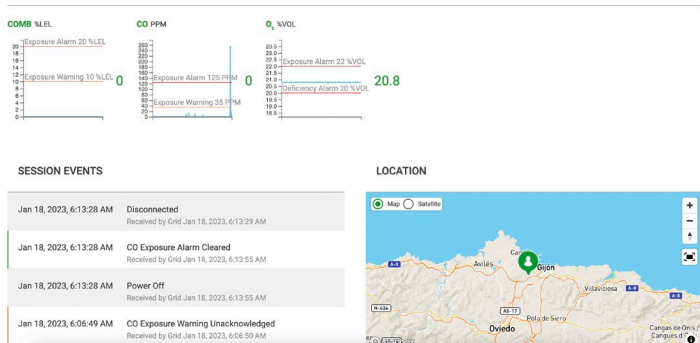 COMB %LEL
Exposure Alarm 20 %LEL
20
18
16
14
12
Exposure Warning 10 %LEL
10
8
6
4
2
0
0
CO PPM
260
240
220
200
180
160
140
Exposure Alarm 125 PPM
120
100
80
60
Exposure Warning 35 PPM
40
20
0
0
O2 %VOL
23.5
23.0
22.5
Exposure Alarm 22 %VOL
22.0
21.5
21.0
20.5
Deficiency Alarm 20 %VOL
20.0
19.5
19.0
18.5
20.8
SESSION EVENTS
Jan 18, 2023, 6:13:28 AM Disconnected
Received by Grid Jan 18, 2023, 6:13:29 AM
Jan 18, 2023, 6:13:28 AM CO Exposure Alarm Cleared
Received by Grid Jan 18, 2023, 6:13:55 AM
Jan 18, 2023, 6:13:28 AM Power Off
Received by Grid Jan 18, 2023, 6:13:55 AM
Jan 18, 2023, 6:06:49 AM CO Exposure Warning Unacknowledged
Received by Grid Jan 18, 2023, 6:06:50 AM
LOCATION
Map Satellite
Avilés
A-8
Gijón
Villaviciosa
A-8
A-8
N-634
AS-17
Pola de Siero
Oviedo
Cangas de Onís /